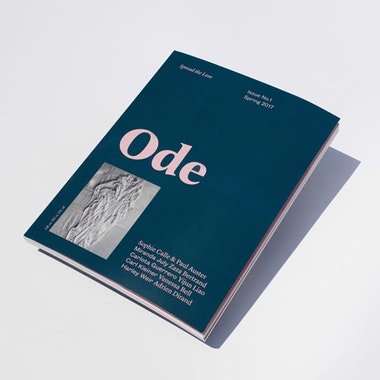 Spread the Love
Issue No.1
Spring 2017
Ode
Sophie Calle & Paul Auster
Miranda July Zaza Bertrand
Carlota Guerrero Yijun Liao
Carl Kleiner Vanessa Bell
Harley Weir Adrien Dirand